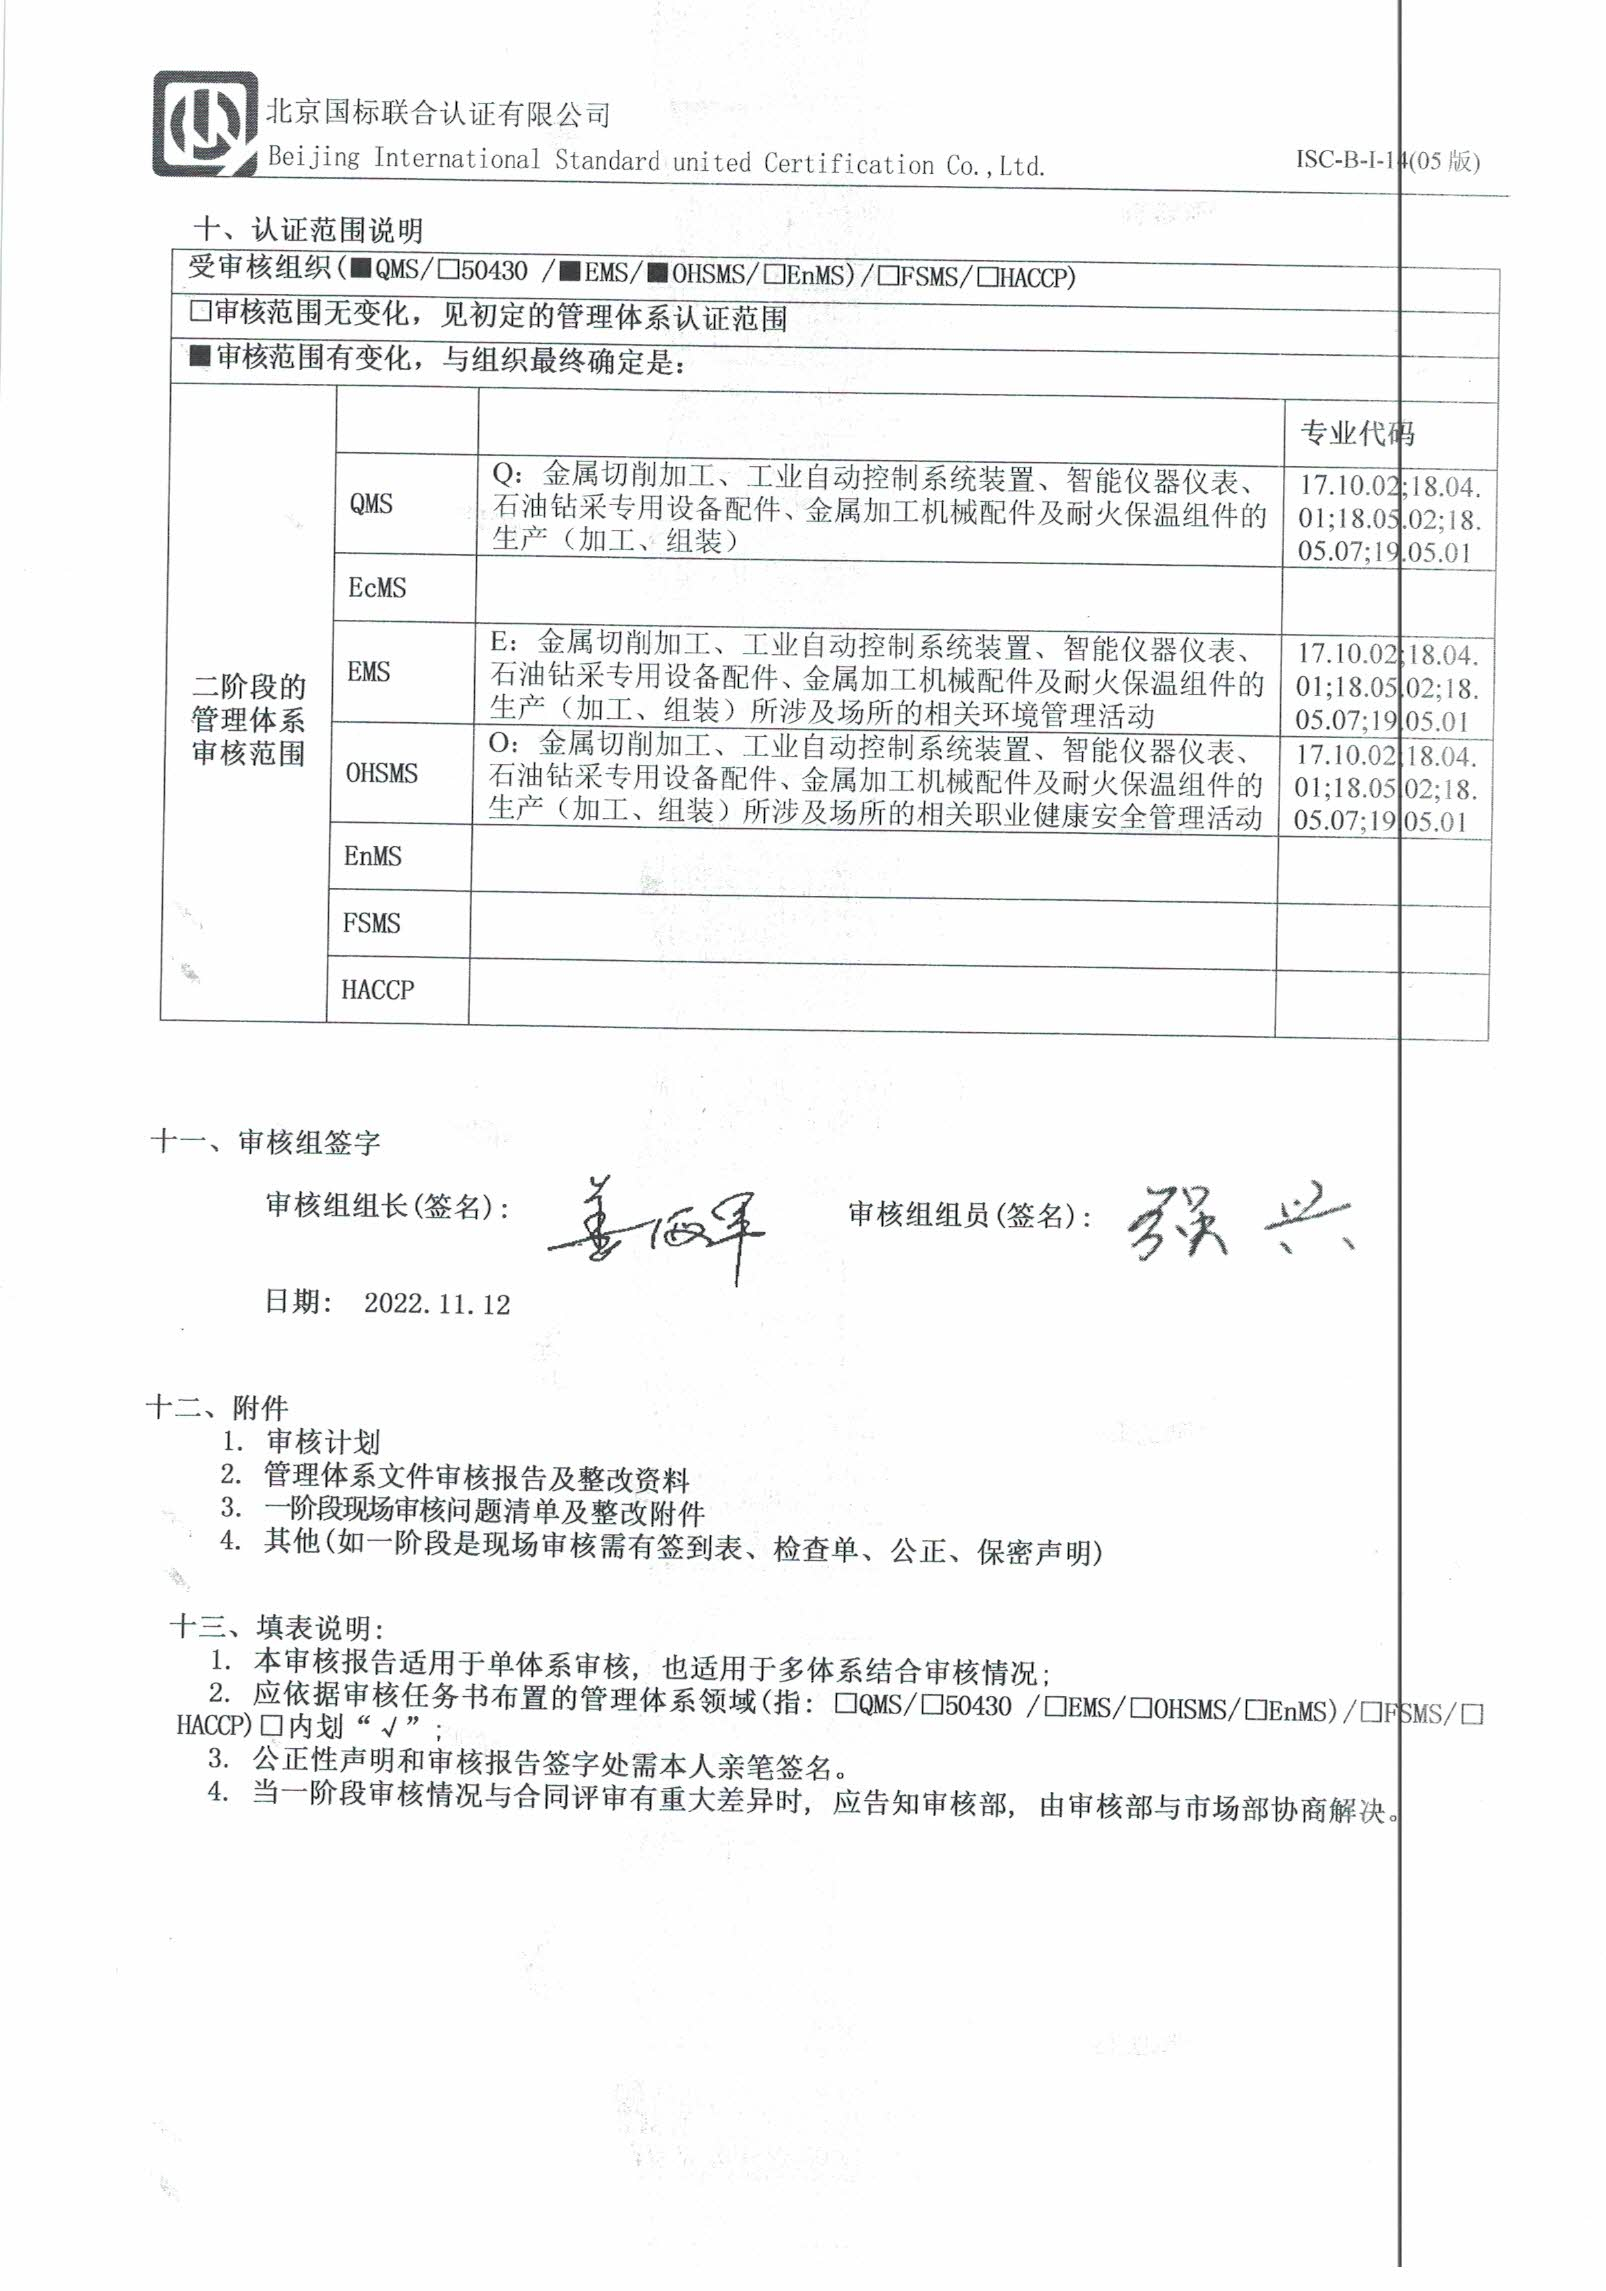 北京国标联合认证有限公司
Beijing International Standard united Certification Co.,Ltd.
ISC-B-I-14(05版)
十、认证范围说明
受审核组织(■QMS/□50430 /■EMS/■OHSMS/□EnMS)/□FSMS/□HACCP)
□审核范围无变化，见初定的管理体系认证范围
■审核范围有变化，与组织最终确定是：
专业代码
二阶段的
管理体系
审核范围
QMS
Q：金属切削加工、工业自动控制系统装置、智能仪器仪表、
石油钻采专用设备配件、金属加工机械配件及耐火保温组件的
生产（加工、组装）
17.10.02;18.04.
01;18.05.02;18.
05.07;19.05.01
EcMS
EMS
E：金属切削加工、工业自动控制系统装置、智能仪器仪表、
石油钻采专用设备配件、金属加工机械配件及耐火保温组件的
生产（加工、组装）所涉及场所的相关环境管理活动
17.10.02;18.04.
01;18.05.02;18.
05.07;19.05.01
OHSMS
O：金属切削加工、工业自动控制系统装置、智能仪器仪表、
石油钻采专用设备配件、金属加工机械配件及耐火保温组件的
生产（加工、组装）所涉及场所的相关职业健康安全管理活动
17.10.02;18.04.
01;18.05.02;18.
05.07;19.05.01
EnMS
FSMS
HACCP
十一、审核组签字
审核组组长(签名)：
审核组组员(签名)： 强兴
日期： 2022.11.12
十二、附件
1. 审核计划
2. 管理体系文件审核报告及整改资料
3. 一阶段现场审核问题清单及整改附件
4. 其他(如一阶段是现场审核需有签到表、检查单、公正、保密声明)
十三、填表说明：
1. 本审核报告适用于单体系审核，也适用于多体系结合审核情况；
2. 应依据审核任务书布置的管理体系领域(指：□QMS/□50430 /□EMS/□OHSMS/□EnMS)/□FSMS/□
HACCP)□内划“√”；
3. 公正性声明和审核报告签字处需本人亲笔签名。
4. 当一阶段审核情况与合同评审有重大差异时，应告知审核部，由审核部与市场部协商解决。